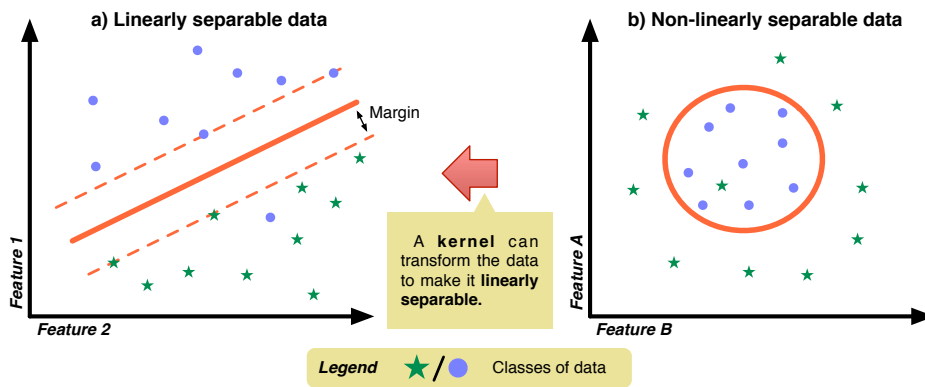 a) Linearly separable data
b) Non-linearly separable data
Margin
Feature 1
Feature 2
A kernel can
transform the data
to make it linearly
separable.
Feature A
Feature B
Legend / Classes of data